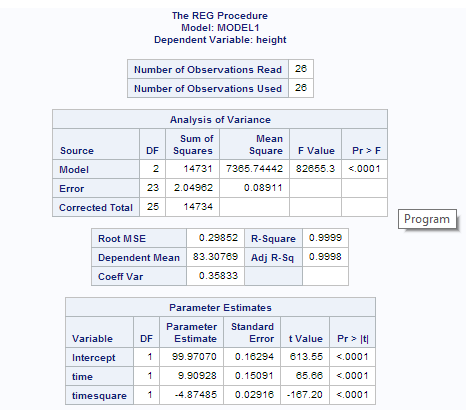 The REG Procedure
Model: MODEL1
Dependent Variable: height
Number of Observations Read 26
Number of Observations Used 26
Analysis of Variance
Source DF Sum of Squares Mean Square F Value Pr > F
Model 2 14731 7365.74442 82655.3 <.0001
Error 23 2.04962 0.08911
Corrected Total 25 14734
Program
Root MSE 0.29852 R-Square 0.9999
Dependent Mean 83.30769 Adj R-Sq 0.9998
Coeff Var 0.35833
Parameter Estimates
Variable DF Parameter Estimate Standard Error t Value Pr > |t|
Intercept 1 99.97070 0.16294 613.55 <.0001
time 1 9.90928 0.15091 65.66 <.0001
timesquare 1 -4.87485 0.02916 -167.20 <.0001